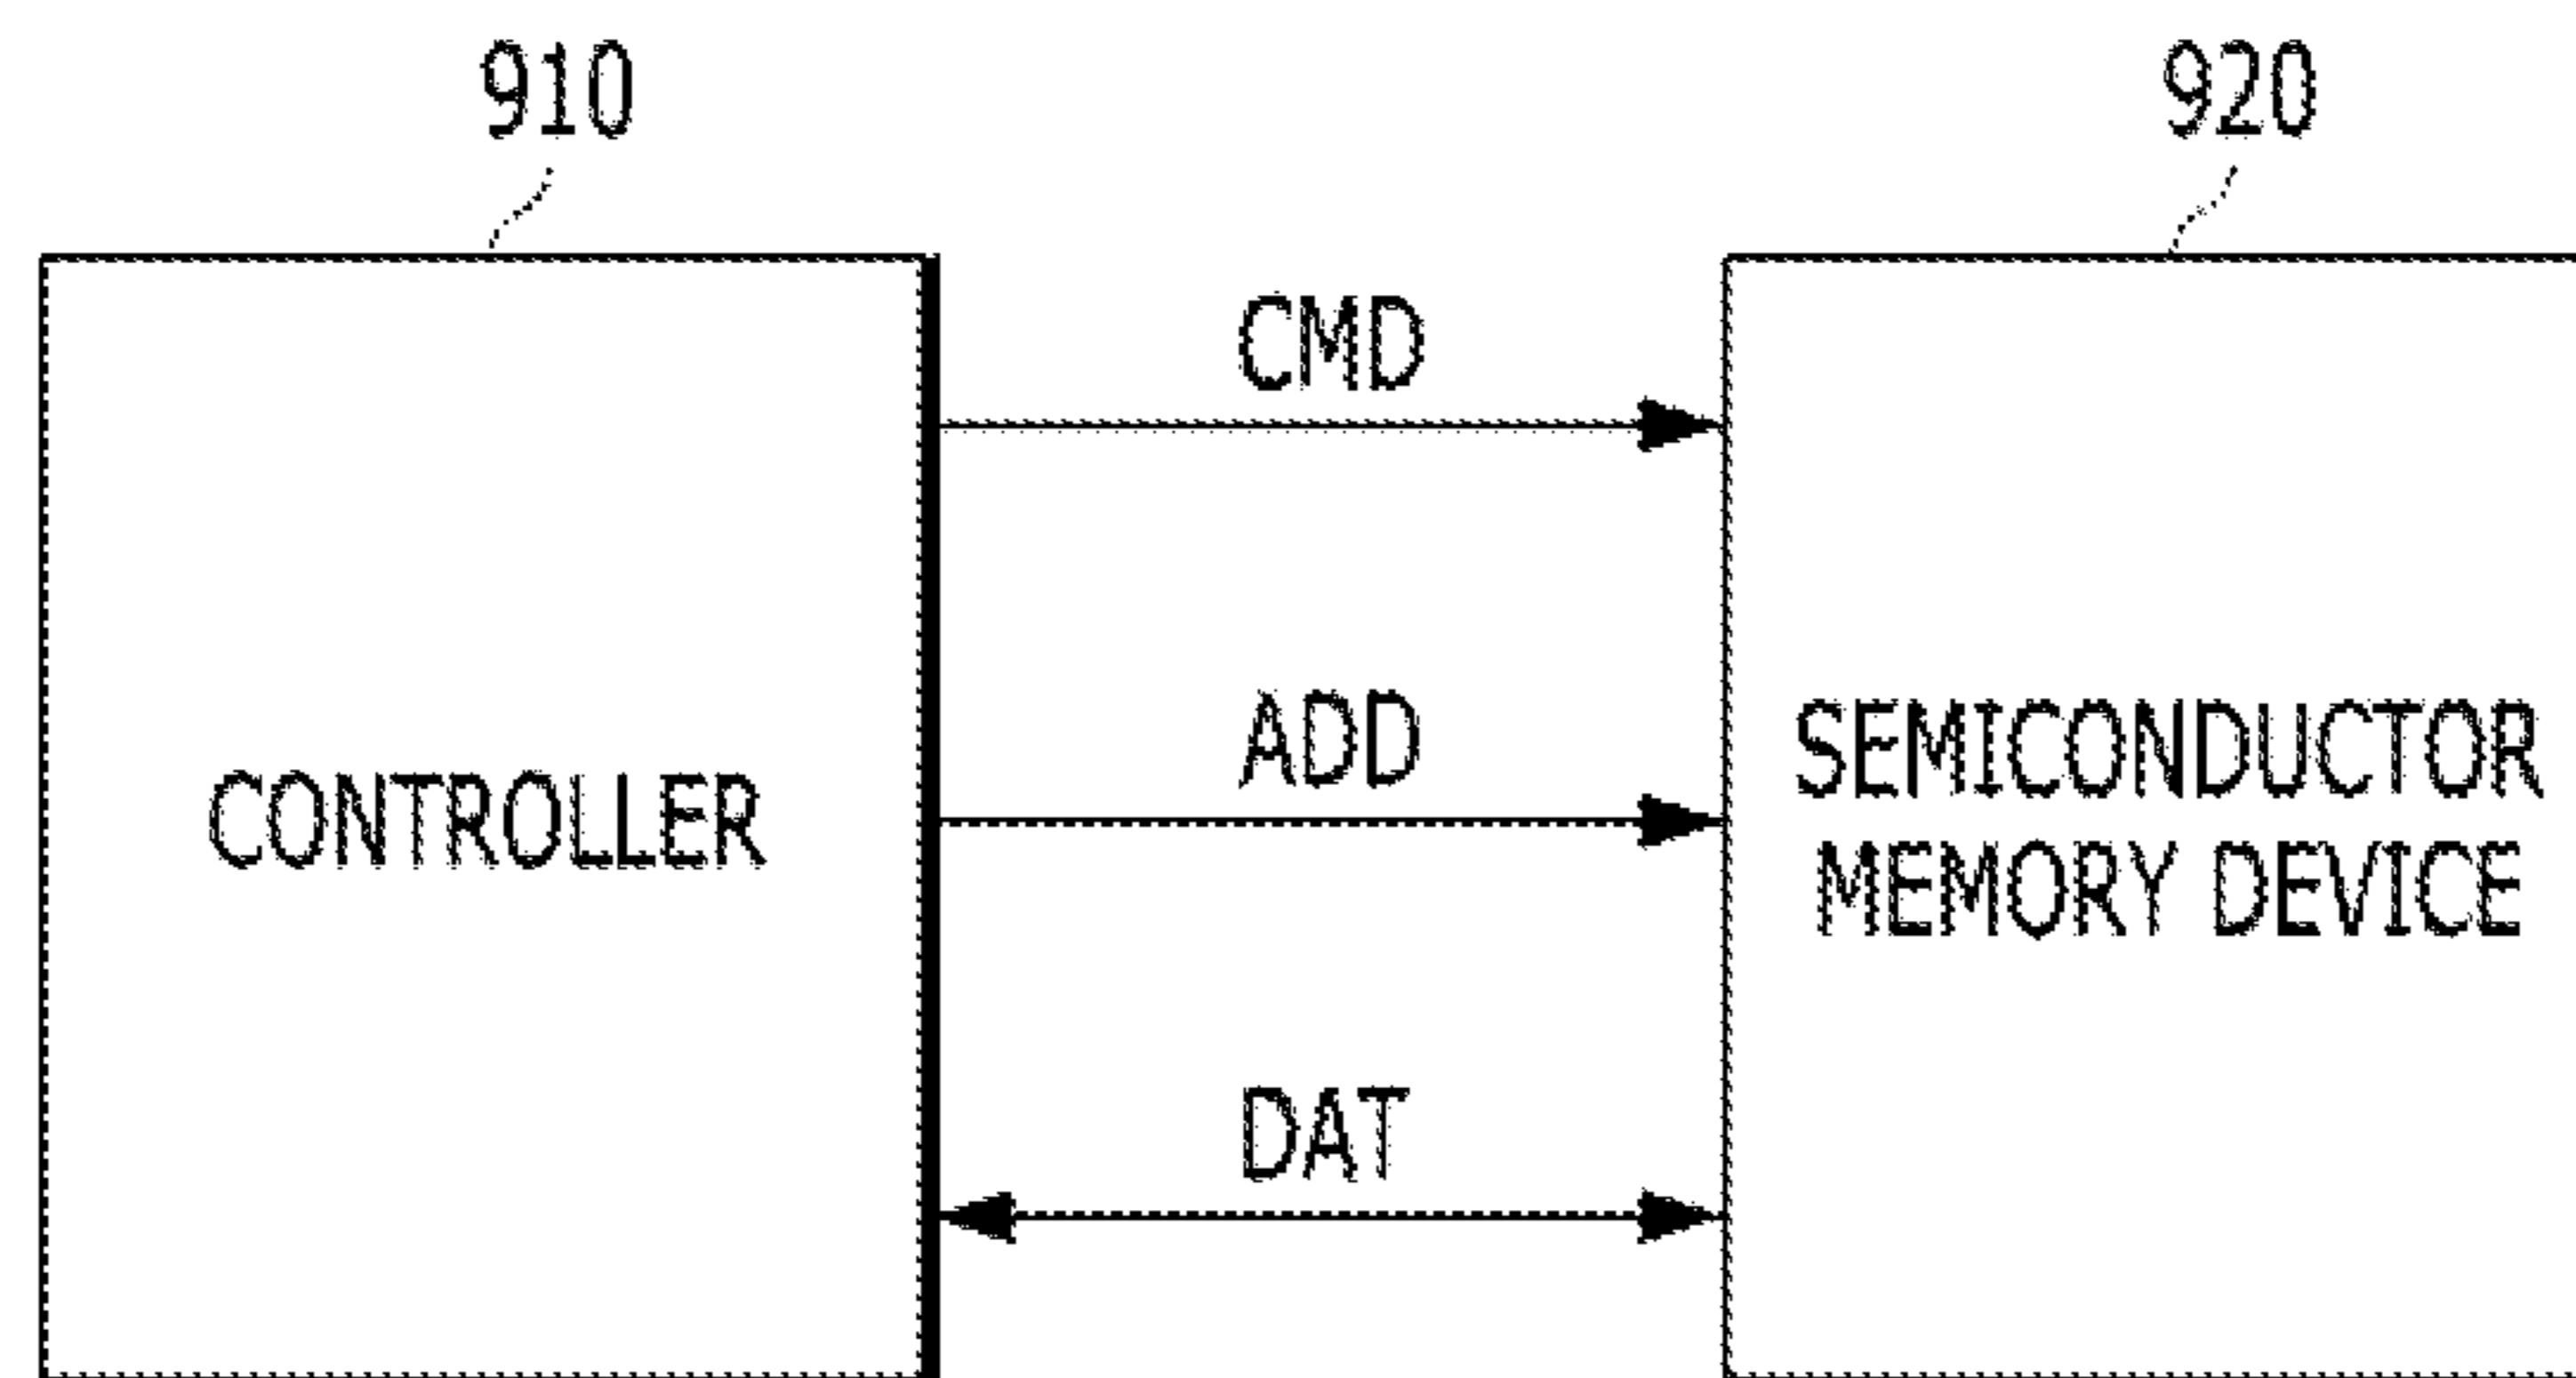 910
920
CMD
ADD
CONTROLLER
SEMICONDUCTOR
MEMORY DEVICE
DAT